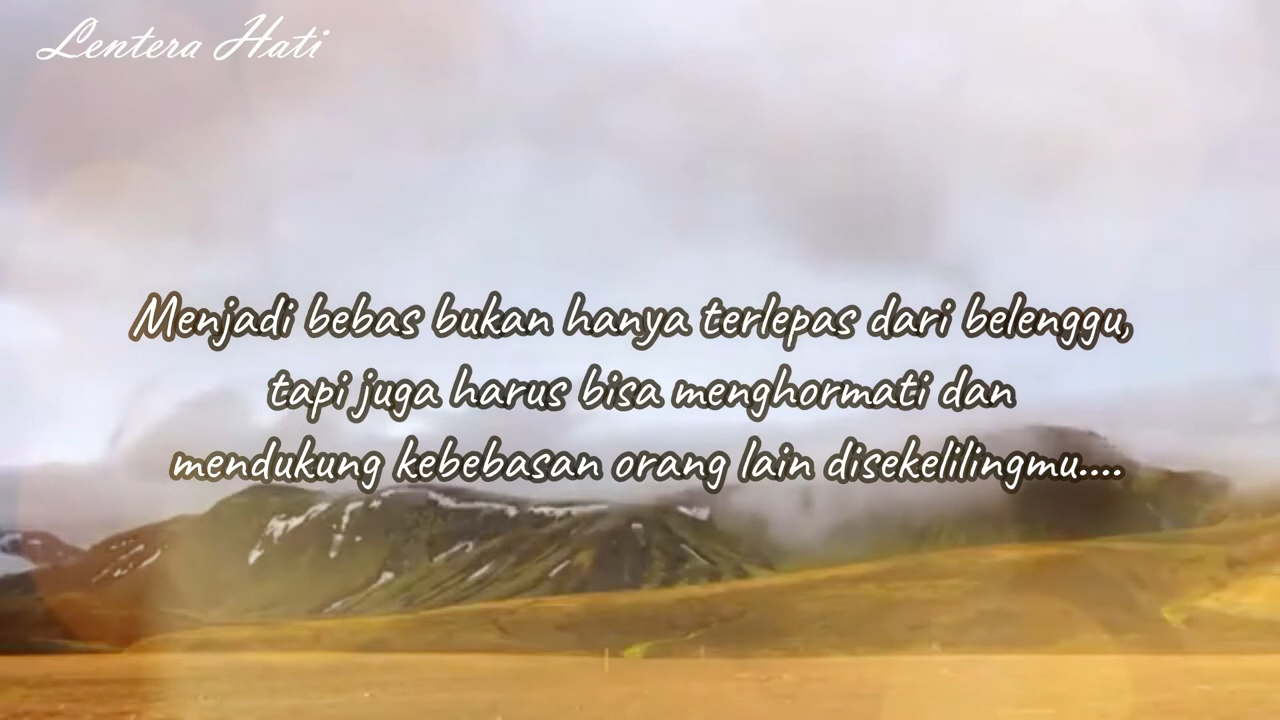 Lentera Hati
Menjadi bebas bukan hanya terlepas dari belenggu,
tapi juga harus bisa menghormati dan
mendukung kebebasan orang lain disekelilingmu....